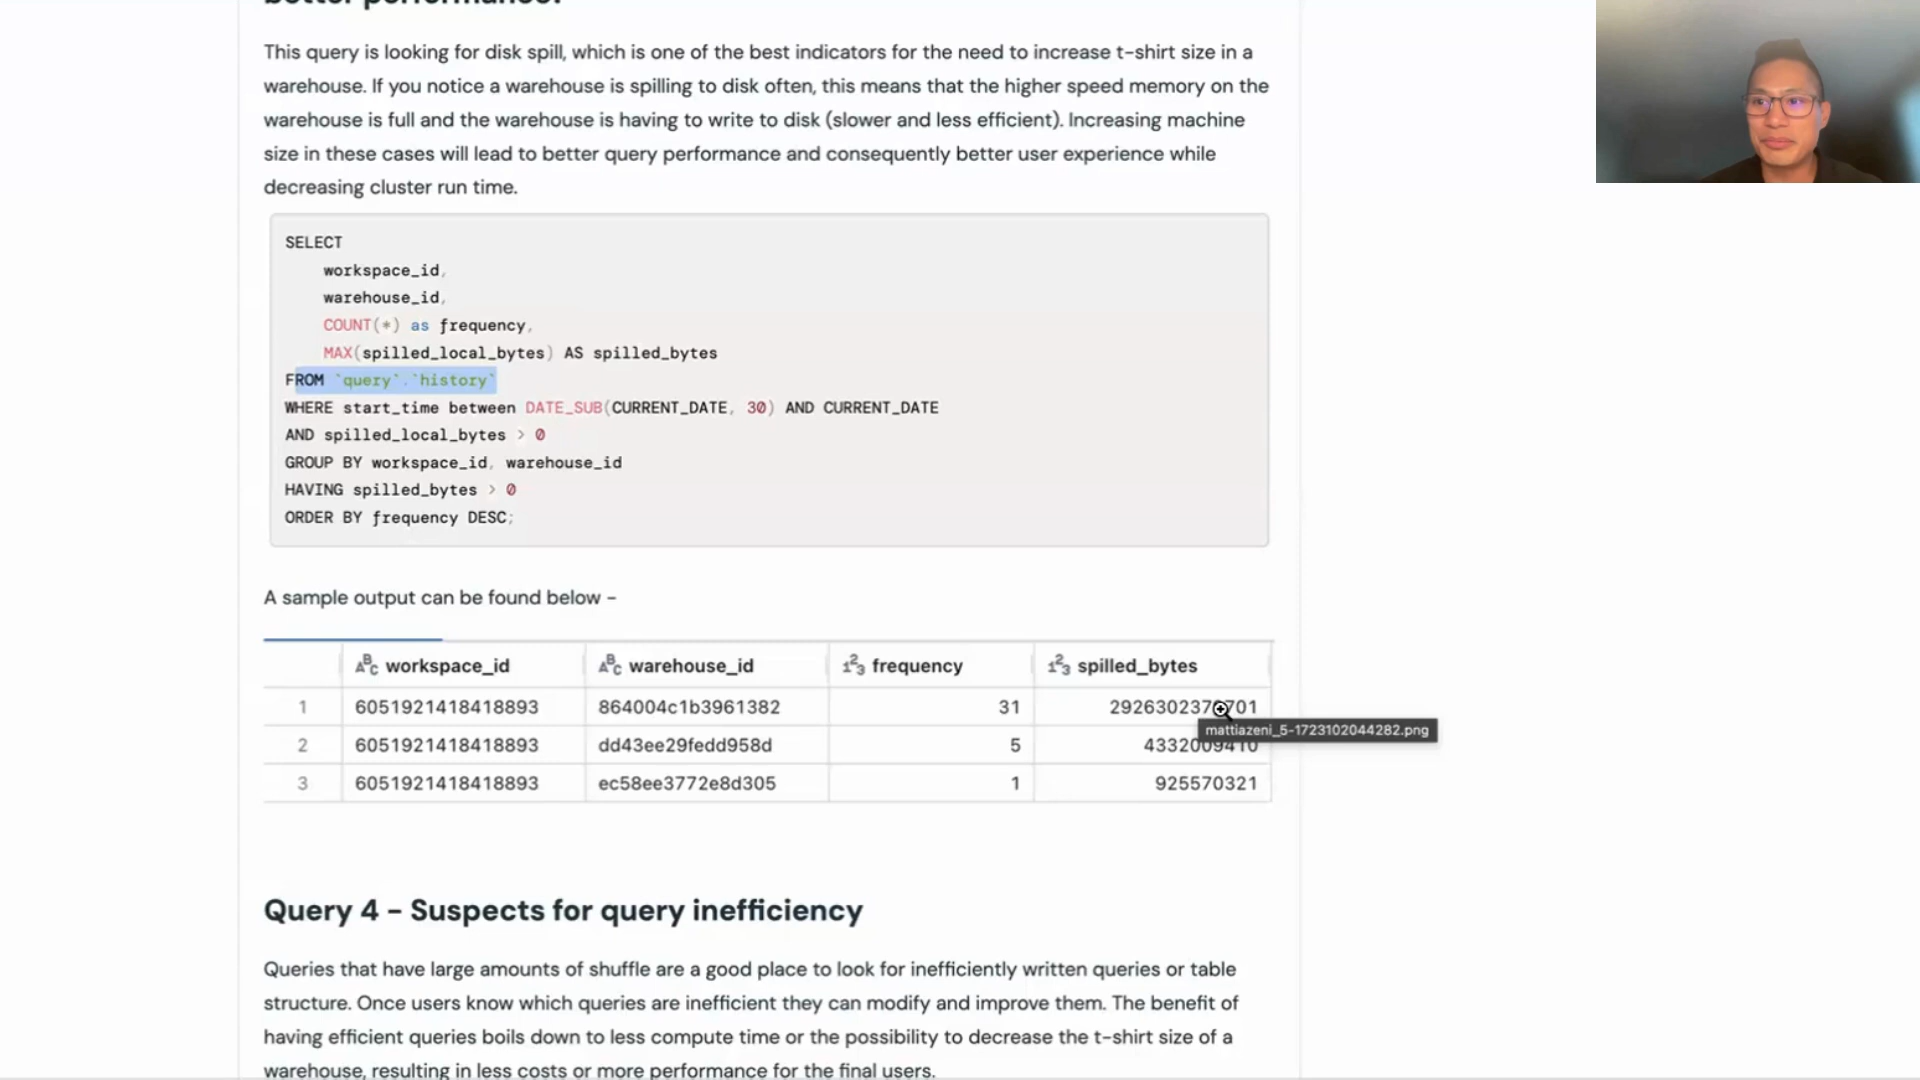 This query is looking for disk spill, which is one of the best indicators for the need to increase t-shirt size in a
warehouse. If you notice a warehouse is spilling to disk often, this means that the higher speed memory on the
warehouse is full and the warehouse is having to write to disk (slower and less efficient). Increasing machine
size in these cases will lead to better query performance and consequently better user experience while
decreasing cluster run time.
SELECT
workspace_id,
warehouse_id,
COUNT(*) as frequency,
MAX(spilled_local_bytes) AS spilled_bytes
FROM `query`.`history`
WHERE start_time between DATE_SUB(CURRENT_DATE, 30) AND CURRENT_DATE
AND spilled_local_bytes > 0
GROUP BY workspace_id, warehouse_id
HAVING spilled_bytes > 0
ORDER BY frequency DESC;
A sample output can be found below -
workspace_id warehouse_id frequency spilled_bytes
1 6051921418418893 864004c1b3961382 31
mattiazeni_5-1723102044282.png
2 6051921418418893 dd43ee29fedd958d 5
3 6051921418418893 ec58ee3772e8d305 1 925570321
Query 4 - Suspects for query inefficiency
Queries that have large amounts of shuffle are a good place to look for inefficiently written queries or table
structure. Once users know which queries are inefficient they can modify and improve them. The benefit of
having efficient queries boils down to less compute time or the possibility to decrease the t-shirt size of a
warehouse, resulting in less costs or more performance for the final users.